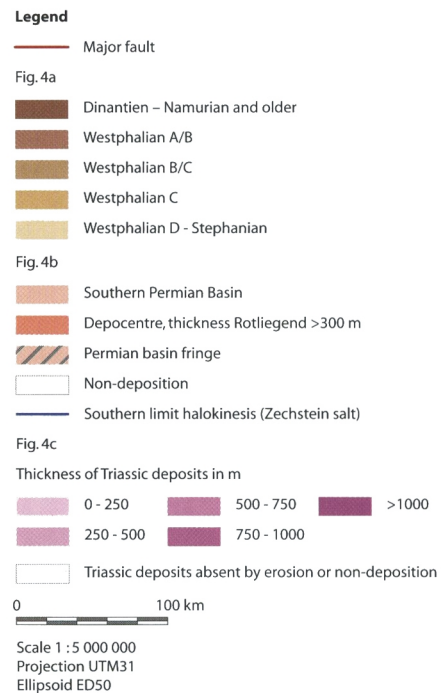 Legend
Major fault
Fig. 4a
Dinantien – Namurian and older
Westphalian A/B
Westphalian B/C
Westphalian C
Westphalian D - Stephanian
Fig. 4b
Southern Permian Basin
Depocentre, thickness Rotliegend >300 m
Permian basin fringe
Non-deposition
Southern limit halokinesis (Zechstein salt)
Fig. 4c
Thickness of Triassic deposits in m
0 - 250 500 - 750 >1000
250 - 500 750 - 1000
Triassic deposits absent by erosion or non-deposition
0 100 km
Scale 1 : 5 000 000
Projection UTM31
Ellipsoid ED50